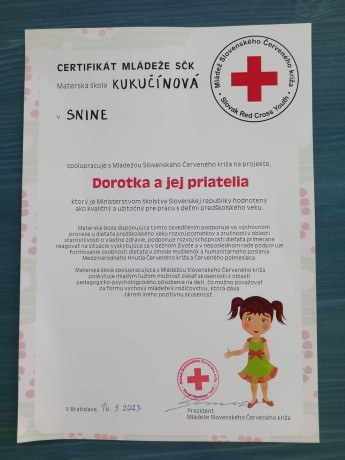 CERTIFIKÁT MLÁDEŽE SČK
Materská škola KUKUČÍNOVÁ
v SNINE
Mládež Slovenského Červeného kríža
Slovak Red Cross Youth
spolupracuje s Mládežou Slovenského Červeného kríža na projekte,
Dorotka a jej priatelia
ktorý je Ministerstvom školstva Slovenskej republiky hodnotený
ako kvalitný a užitočný pre prácu s deťmi predškolského veku.
Materská škola disponujúca týmto osvedčením podporuje vo výchovnom
procese u dieťaťa predškolského veku rozvoj poznatkov a zručností v oblasti
starostlivosti o vlastné zdravie, podporuje rozvoj schopnosti dieťaťa primerane
reagovať na situácie vyskytujúce sa v bežnom živote a v neposlednom rade podporuje
formovanie osobnosti dieťaťa v zmysle myšlienok a humanitárneho poslania
Medzinárodného Hnutia Červeného kríža a Červeného polmesiaca.
Materská škola spolupracujúca s Mládežou Slovenského Červeného kríža
poskytuje mladým ľuďom možnosť získať skúsenosti z oblasti
pedagogicko-psychologického pôsobenia na deti, čo možno považovať
za formu výchovy mládeže k rodičovstvu, ktorá dáva
okrem iného pozitívnu skúsenosť.
V Bratislave, 16. 5. 2023
Prezident
Mládeže Slovenského Červeného kríža